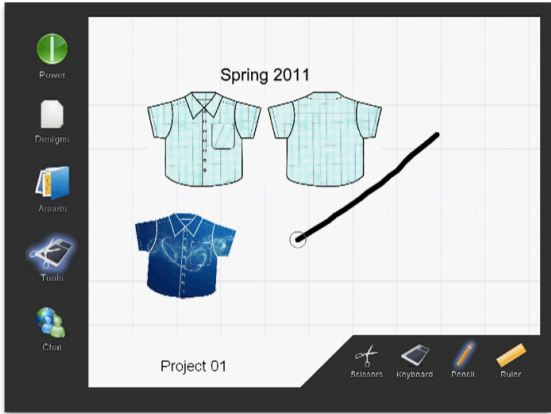 Power
Designs
Assets
Tools
Chat
Spring 2011
Project 01
Scissors
Keyboard
Pencil
Ruler